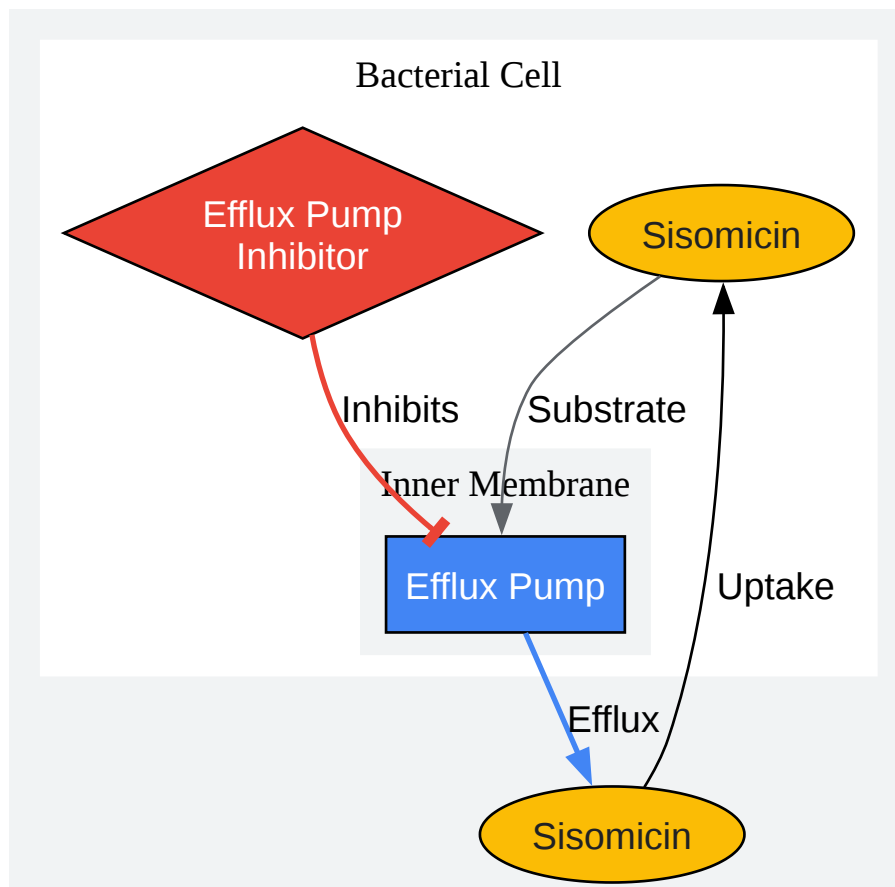 Bacterial Cell
Efflux Pump
Inhibitor
Sisomicin
Inhibits
Substrate
Inner Membrane
Efflux Pump
Uptake
Efflux
Sisomicin